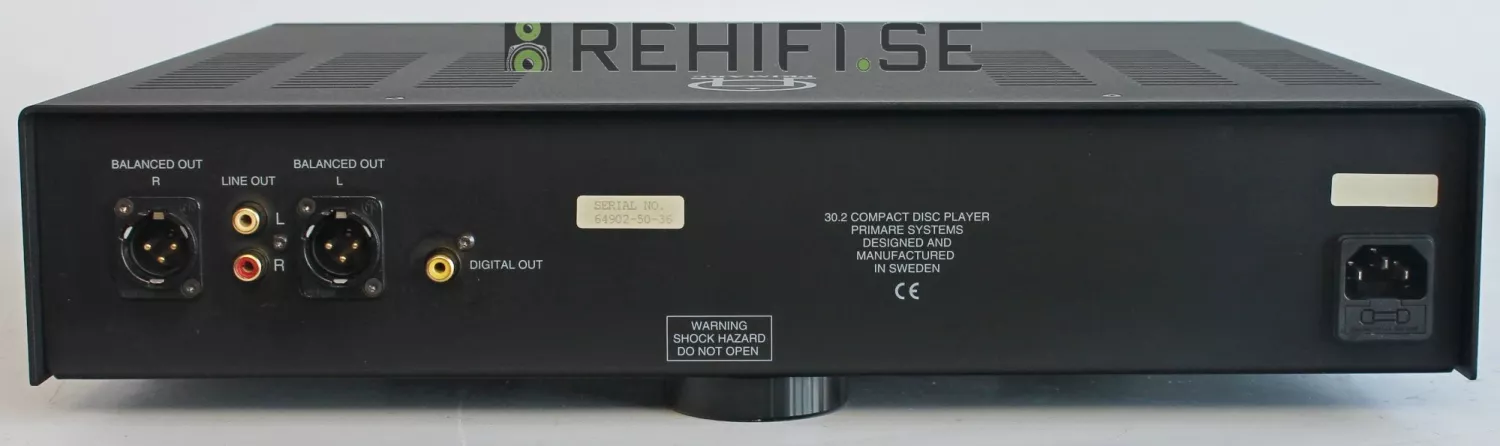 REHIFI.SE
PRIMARE
BALANCED OUT
R
LINE OUT
L
R
BALANCED OUT
L
DIGITAL OUT
SERIAL NO.
64902-50-36
30.2 COMPACT DISC PLAYER
PRIMARE SYSTEMS
DESIGNED AND
MANUFACTURED
IN SWEDEN
CE
WARNING
SHOCK HAZARD
DO NOT OPEN